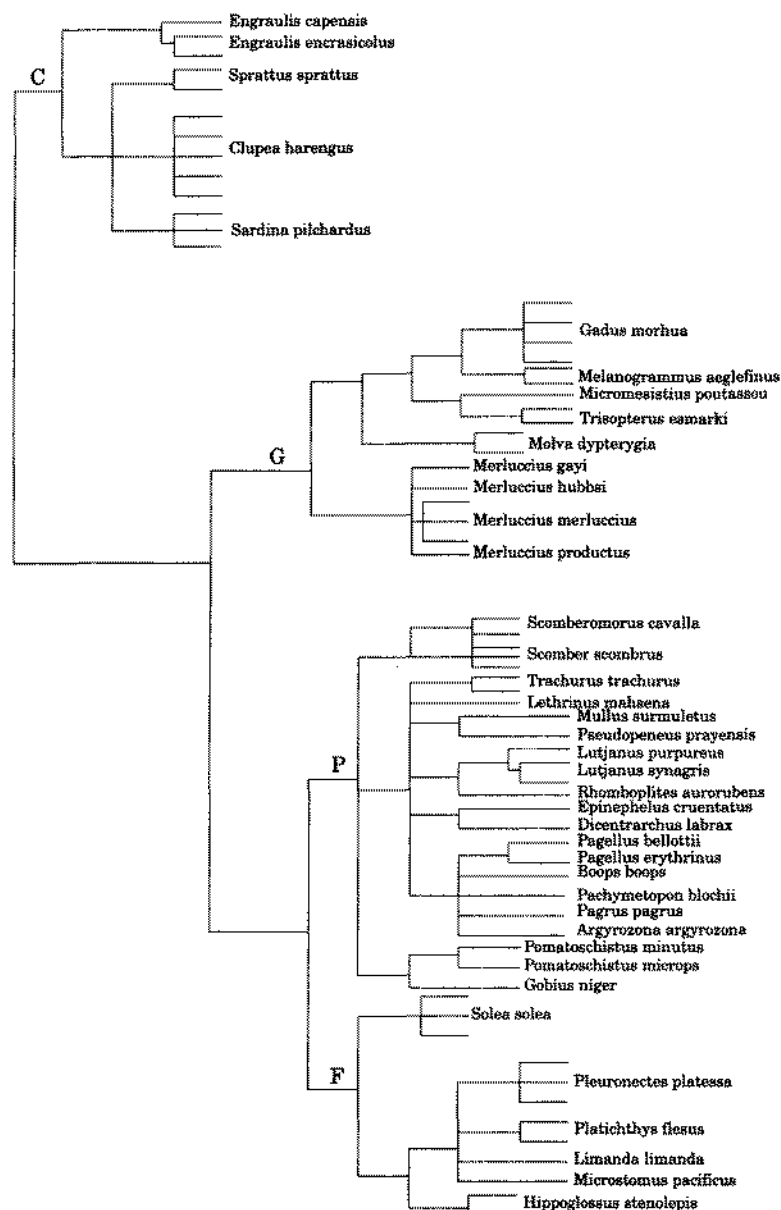 Engraulis capensis
Engraulis encrasicolus
C
Sprattus sprattus
Clupea harengus
Sardina pilchardus
Gadus morhua
Melanogrammus aeglefinus
Micromesistius poutassou
Trisopterus esmarki
Molva dypterygia
G
Merluccius gayi
Merluccius hubbsi
Merluccius merluccius
Merluccius productus
Scomberomorus cavalla
Scomber scombrus
Trachurus trachurus
Lethrinus mahsena
Mullus surmuletus
Pseudopeneus prayensis
Lutjanus purpureus
P
Lutjanus synagris
Rhomboplites aurorubens
Epinephelus cruentatus
Dicentrarchus labrax
Pagellus bellottii
Pagellus erythrinus
Boops boops
Pachymetopon blochii
Pagrus pagrus
Argyrozona argyrozona
Pomatoschistus minutus
Pomatoschistus microps
Gobius niger
Solea solea
F
Pleuronectes platessa
Platichthys flesus
Limanda limanda
Microstomus pacificus
Hippoglossus stenolepis